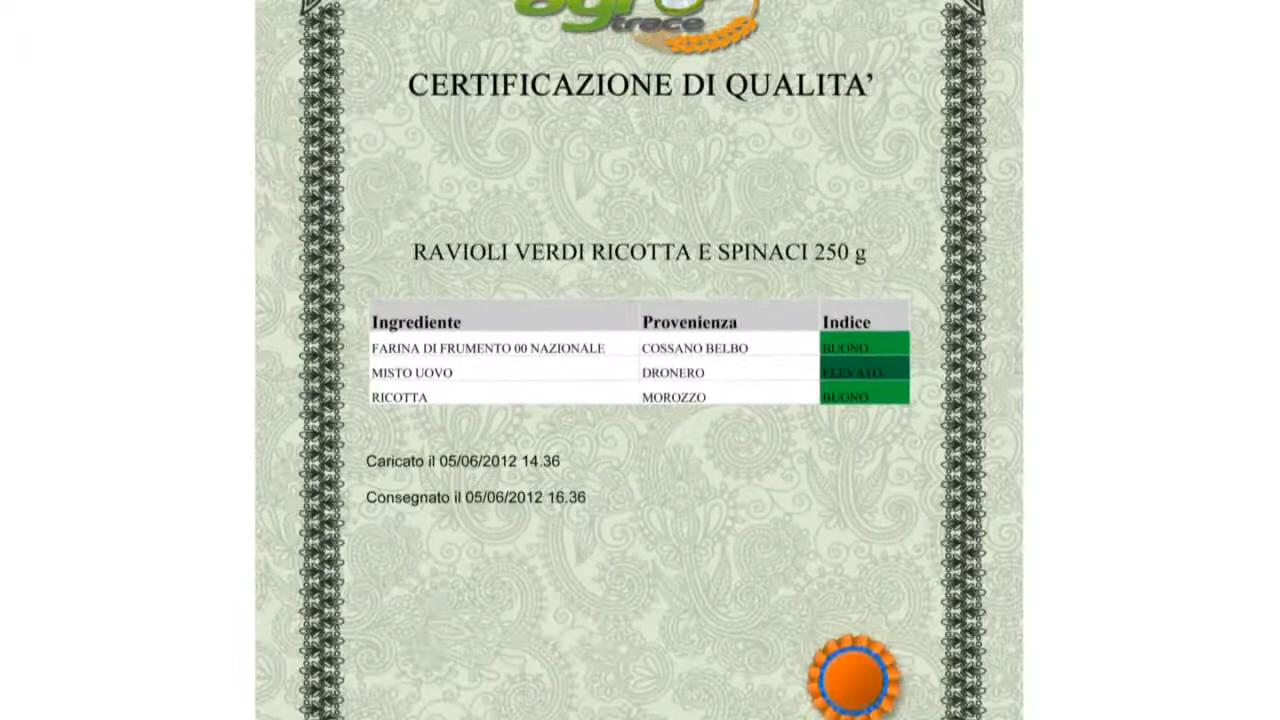 agro
trace
CERTIFICAZIONE DI QUALITA’
RAVIOLI VERDI RICOTTA E SPINACI 250 g
Ingrediente Provenienza Indice
FARINA DI FRUMENTO 00 NAZIONALE COSSANO BELBO BUONO
MISTO UOVO DRONERO ELEVATO
RICOTTA MOROZZO BUONO
Caricato il 05/06/2012 14.36
Consegnato il 05/06/2012 16.36